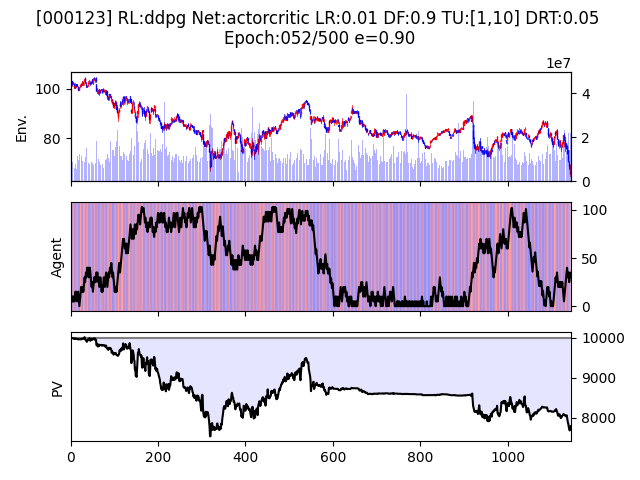 [000123] RL:ddpg Net:actorcritic LR:0.01 DF:0.9 TU:[1,10] DRT:0.05
Epoch:052/500 e=0.90
1e7
100
80
Env.
4
2
0
Agent
100
50
0
PV
10000
9000
8000
0
200
400
600
800
1000